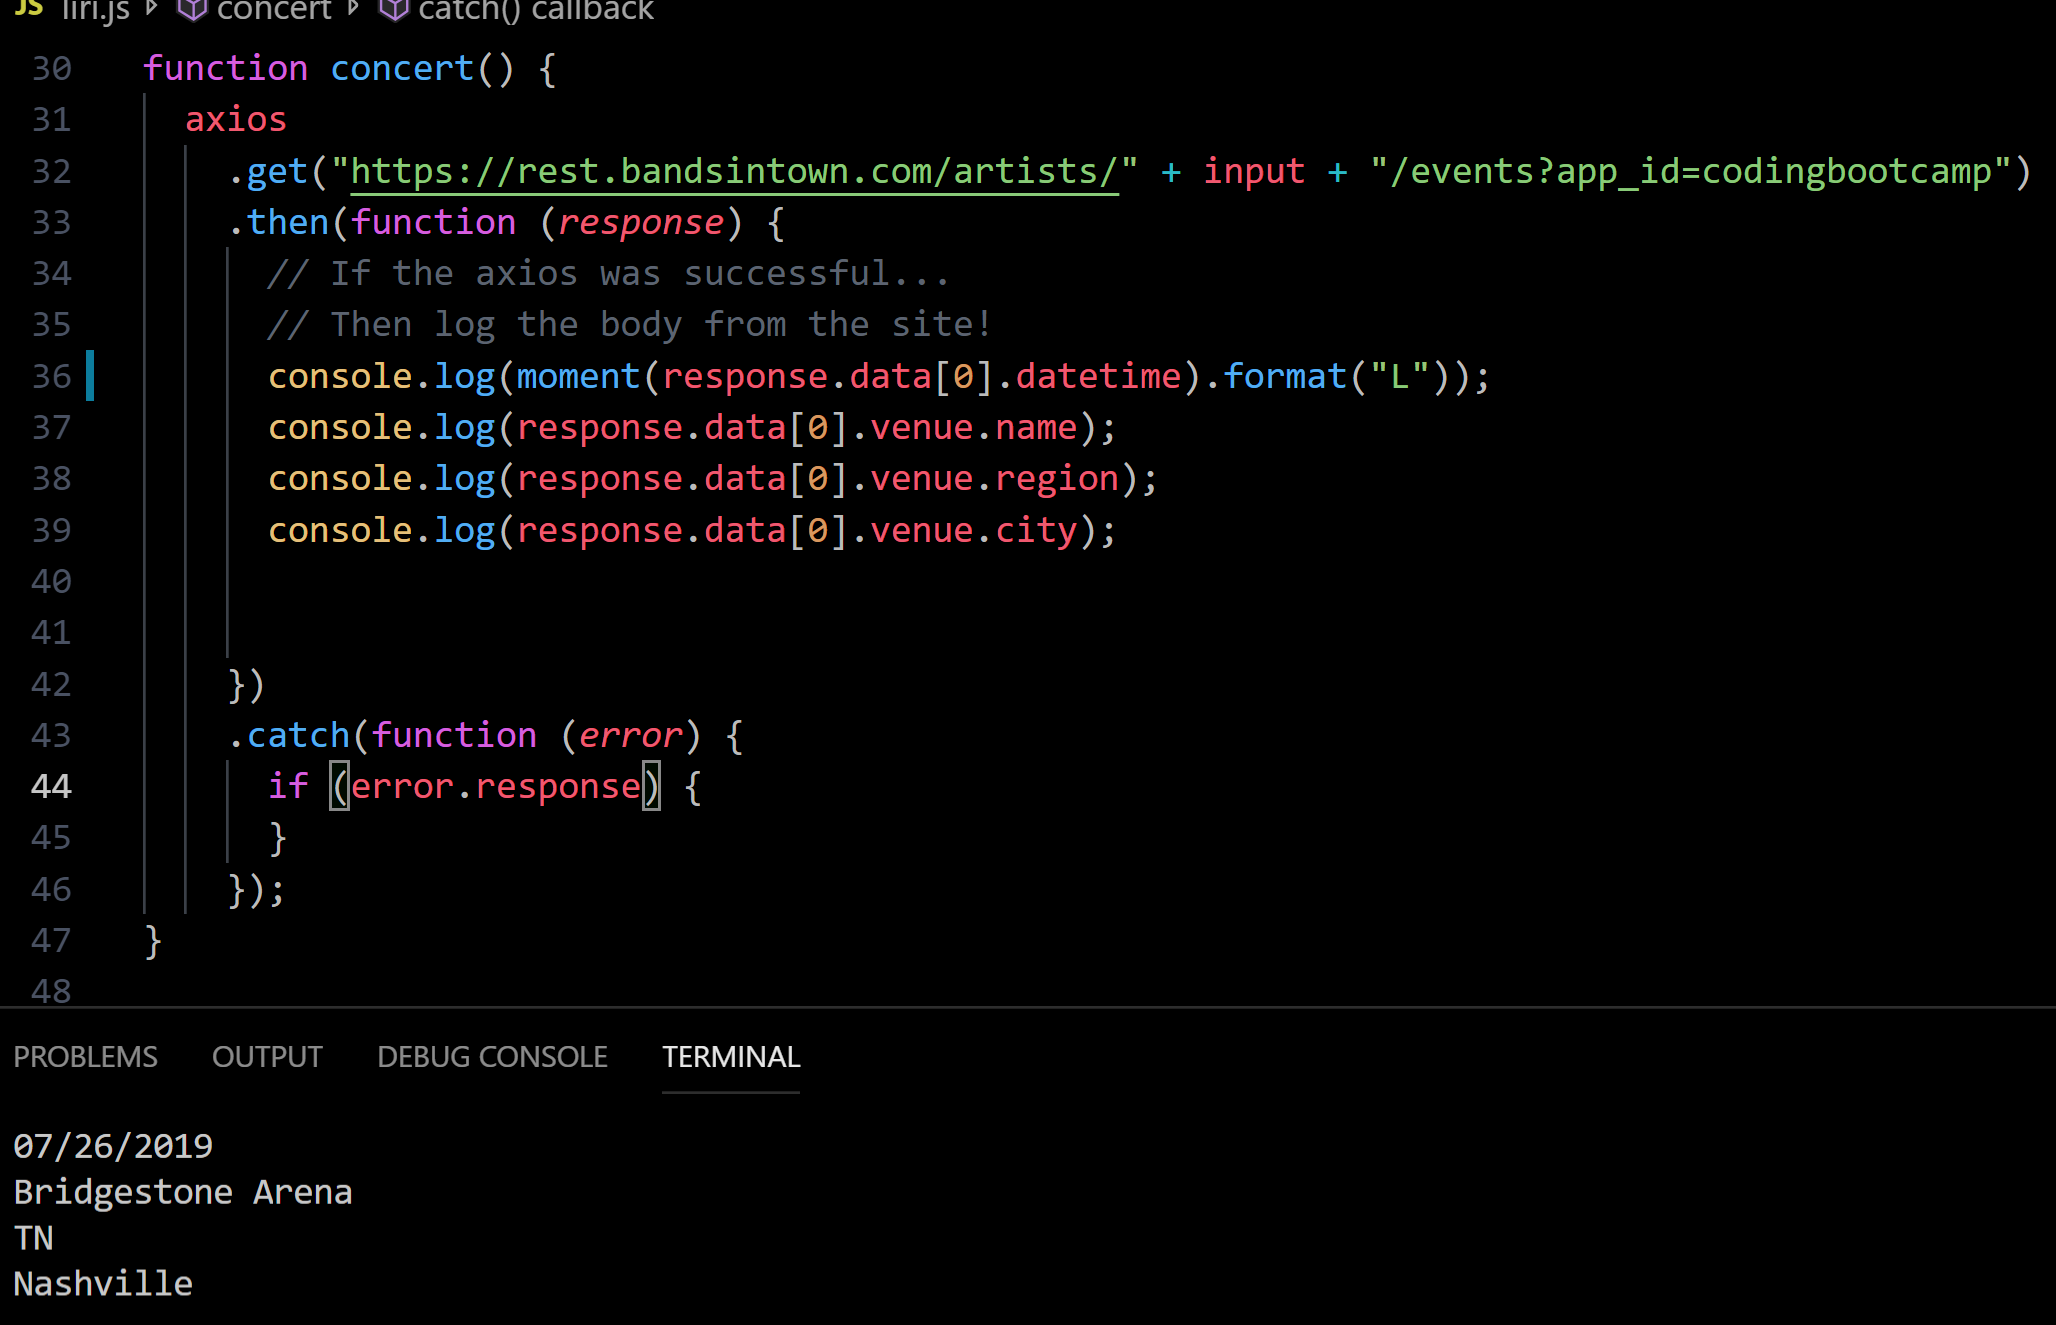 JS liri.js concert catch() callback
30 function concert() {
31 axios
32 .get("https://rest.bandsintown.com/artists/" + input + "/events?app_id=codingbootcamp")
33 .then(function (response) {
34 // If the axios was successful...
35 // Then log the body from the site!
36 console.log(moment(response.data[0].datetime).format("L"));
37 console.log(response.data[0].venue.name);
38 console.log(response.data[0].venue.region);
39 console.log(response.data[0].venue.city);
40
41
42 })
43 .catch(function (error) {
44 if (error.response) {
45 }
46 });
47 }
48
PROBLEMS OUTPUT DEBUG CONSOLE TERMINAL
07/26/2019
Bridgestone Arena
TN
Nashville